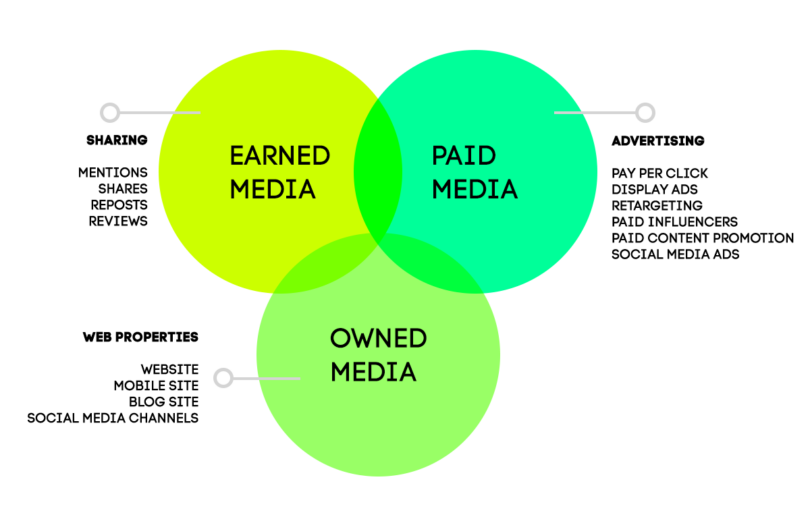 EARNED
MEDIA
PAID
MEDIA
SHARING
MENTIONS
SHARES
REPOSTS
REVIEWS
ADVERTISING
PAY PER CLICK
DISPLAY ADS
RETARGETING
PAID INFLUENCERS
PAID CONTENT PROMOTION
SOCIAL MEDIA ADS
OWNED
MEDIA
WEB PROPERTIES
WEBSITE
MOBILE SITE
BLOG SITE
SOCIAL MEDIA CHANNELS